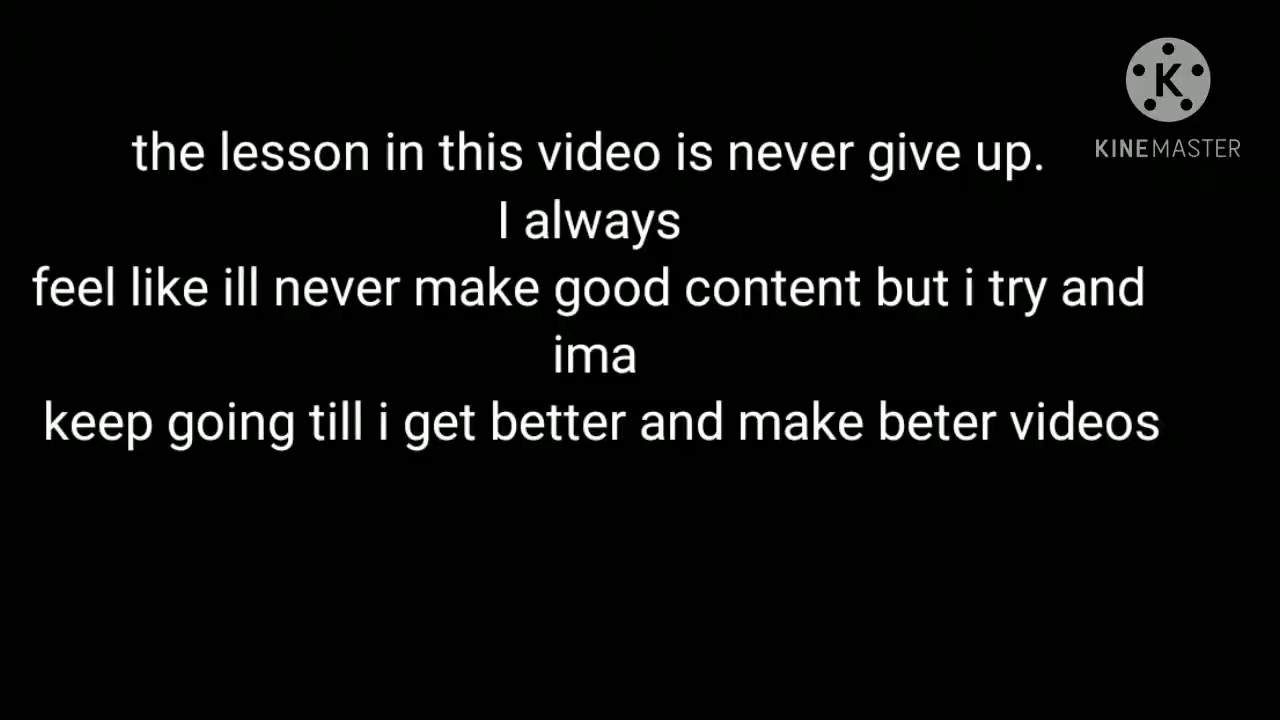 the lesson in this video is never give up.
I always
feel like ill never make good content but i try and
ima
keep going till i get better and make beter videos
K
KINEMASTER